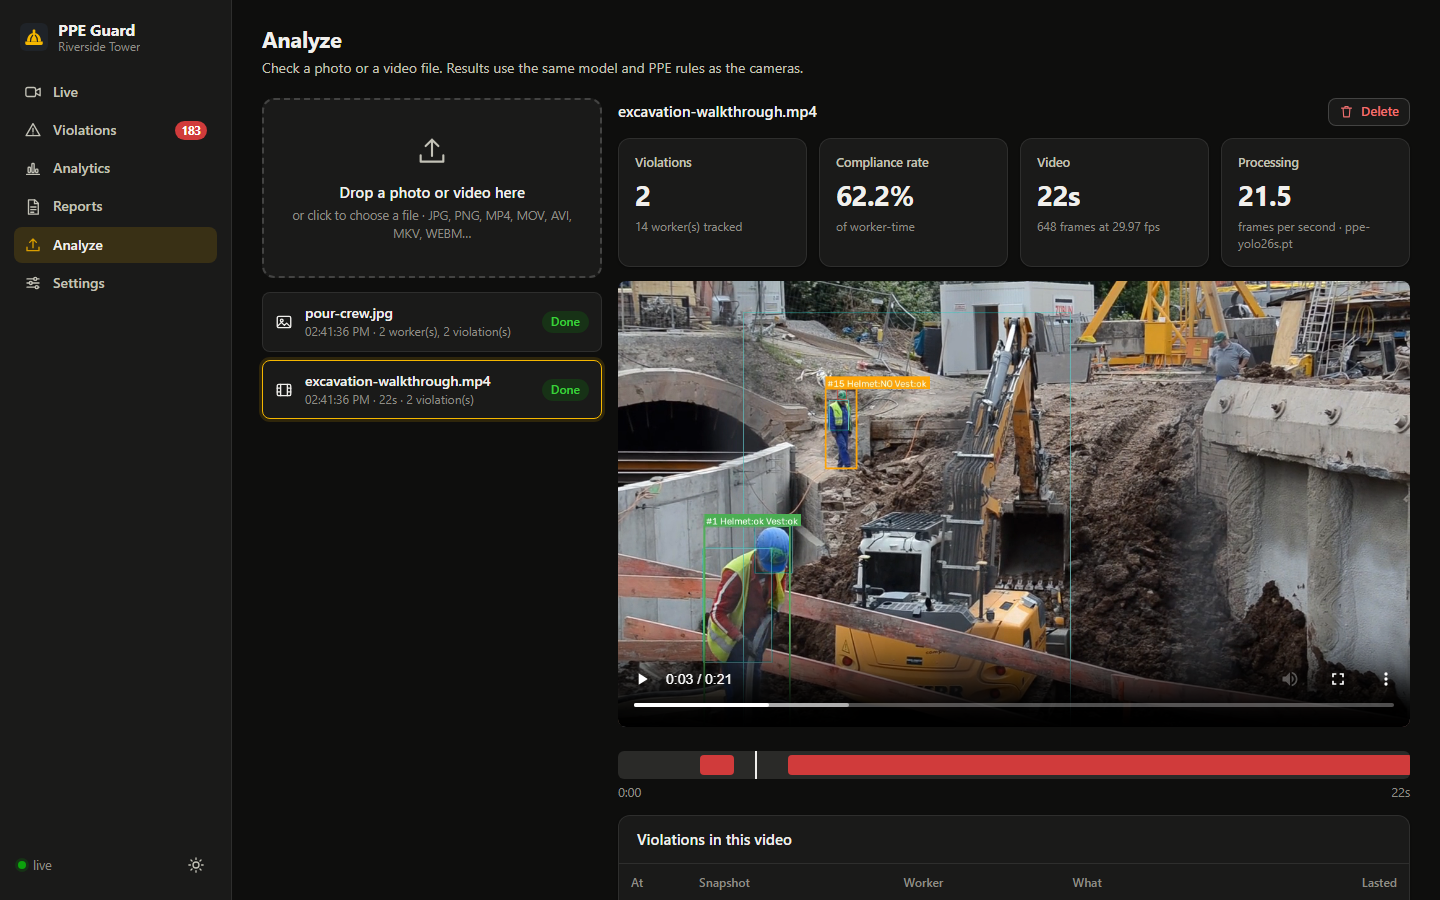 PPE Guard
Riverside Tower
Live
Violations
183
Analytics
Reports
Analyze
Settings
live
Analyze
Check a photo or a video file. Results use the same model and PPE rules as the cameras.
Drop a photo or video here
or click to choose a file · JPG, PNG, MP4, MOV, AVI,
MKV, WEBM...
pour-crew.jpg
02:41:36 PM · 2 worker(s), 2 violation(s)
Done
excavation-walkthrough.mp4
02:41:36 PM · 22s · 2 violation(s)
Done
excavation-walkthrough.mp4
Delete
Violations
2
14 worker(s) tracked
Compliance rate
62.2%
of worker-time
Video
22s
648 frames at 29.97 fps
Processing
21.5
frames per second · ppe-
yolo26s.pt
#15 Helmet:NO Vest:ok
#1 Helmet:ok Vest:ok
0:03 / 0:21
0:00
22s
Violations in this video
At
Snapshot
Worker
What
Lasted